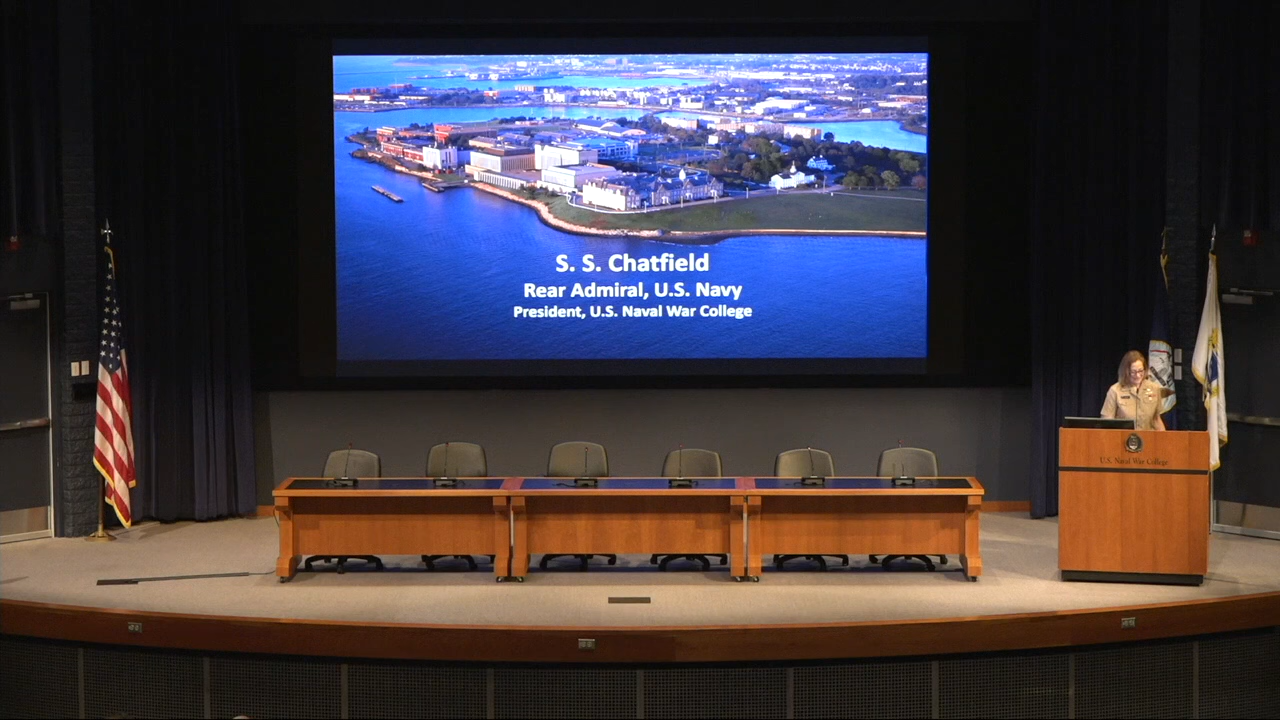 S. S. Chatfield
Rear Admiral, U.S. Navy
President, U.S. Naval War College
U.S. Naval War College